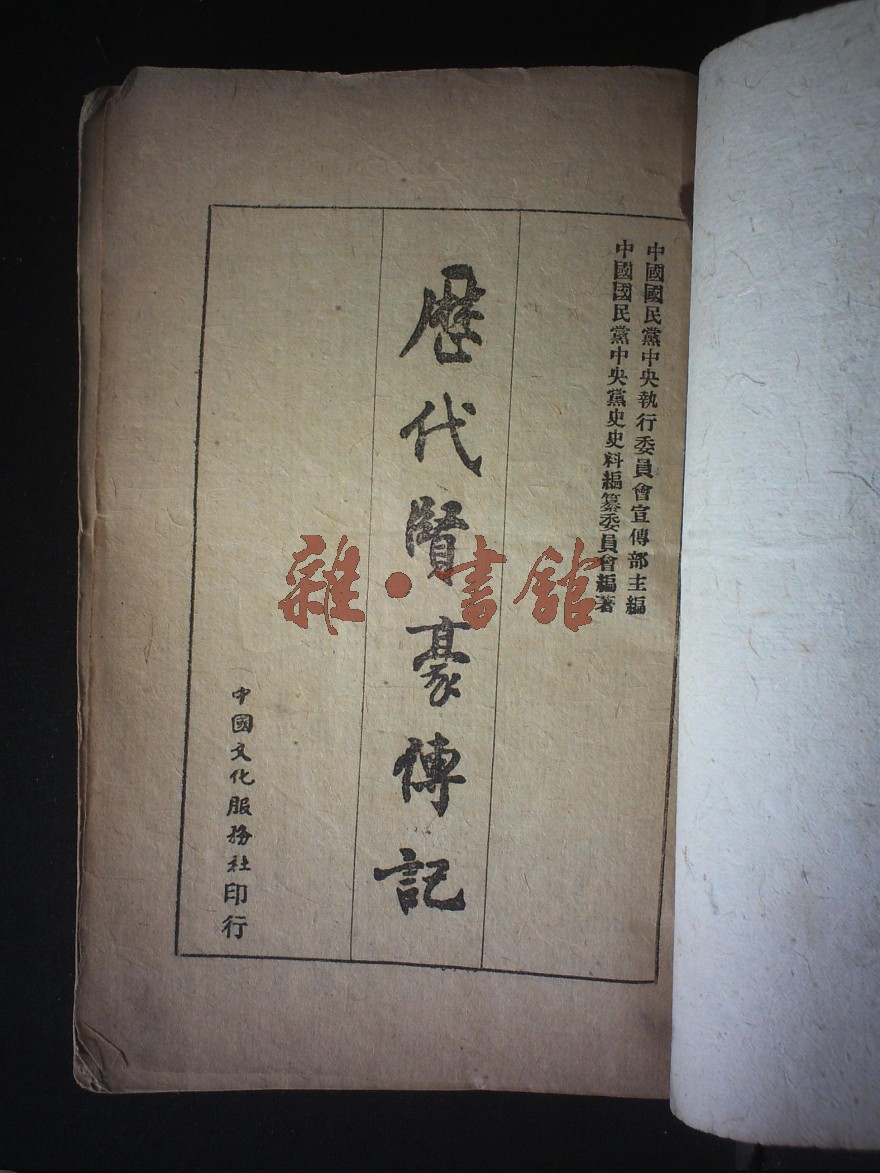 中國國民黨中央執行委員會宣傳部主編
中國國民黨中央黨史史料編纂委員會編著
歷代賢豪傳記
中國文化服務社印行
雜·書館